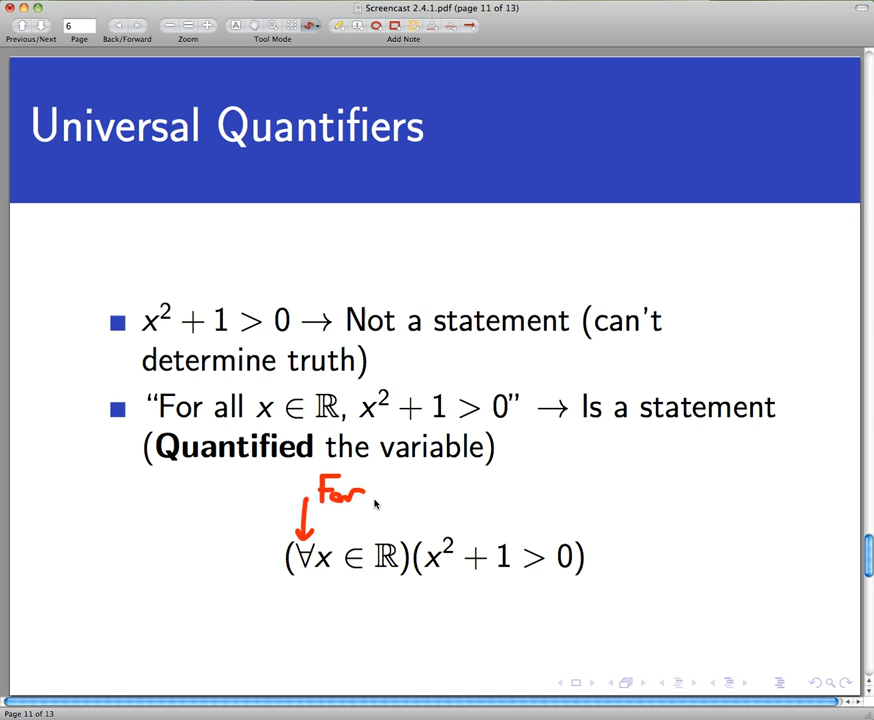 Screencast 2.4.1.pdf (page 11 of 13)
6
Previous/Next Page Back/Forward Zoom Tool Mode Add Note
Universal Quantifiers
x² + 1 > 0 → Not a statement (can't
determine truth)
“For all x ∈ ℝ, x² + 1 > 0” → Is a statement
(Quantified the variable)
For
(∀x ∈ ℝ)(x² + 1 > 0)
Page 11 of 13